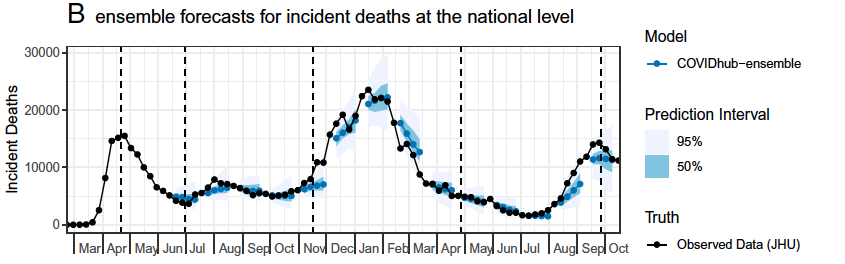 B ensemble forecasts for incident deaths at the national level
Incident Deaths
30000
20000
10000
0
Mar Apr May Jun Jul Aug Sep Oct Nov Dec Jan Feb Mar Apr May Jun Jul Aug Sep Oct
Model
COVIDhub−ensemble
Prediction Interval
95%
50%
Truth
Observed Data (JHU)